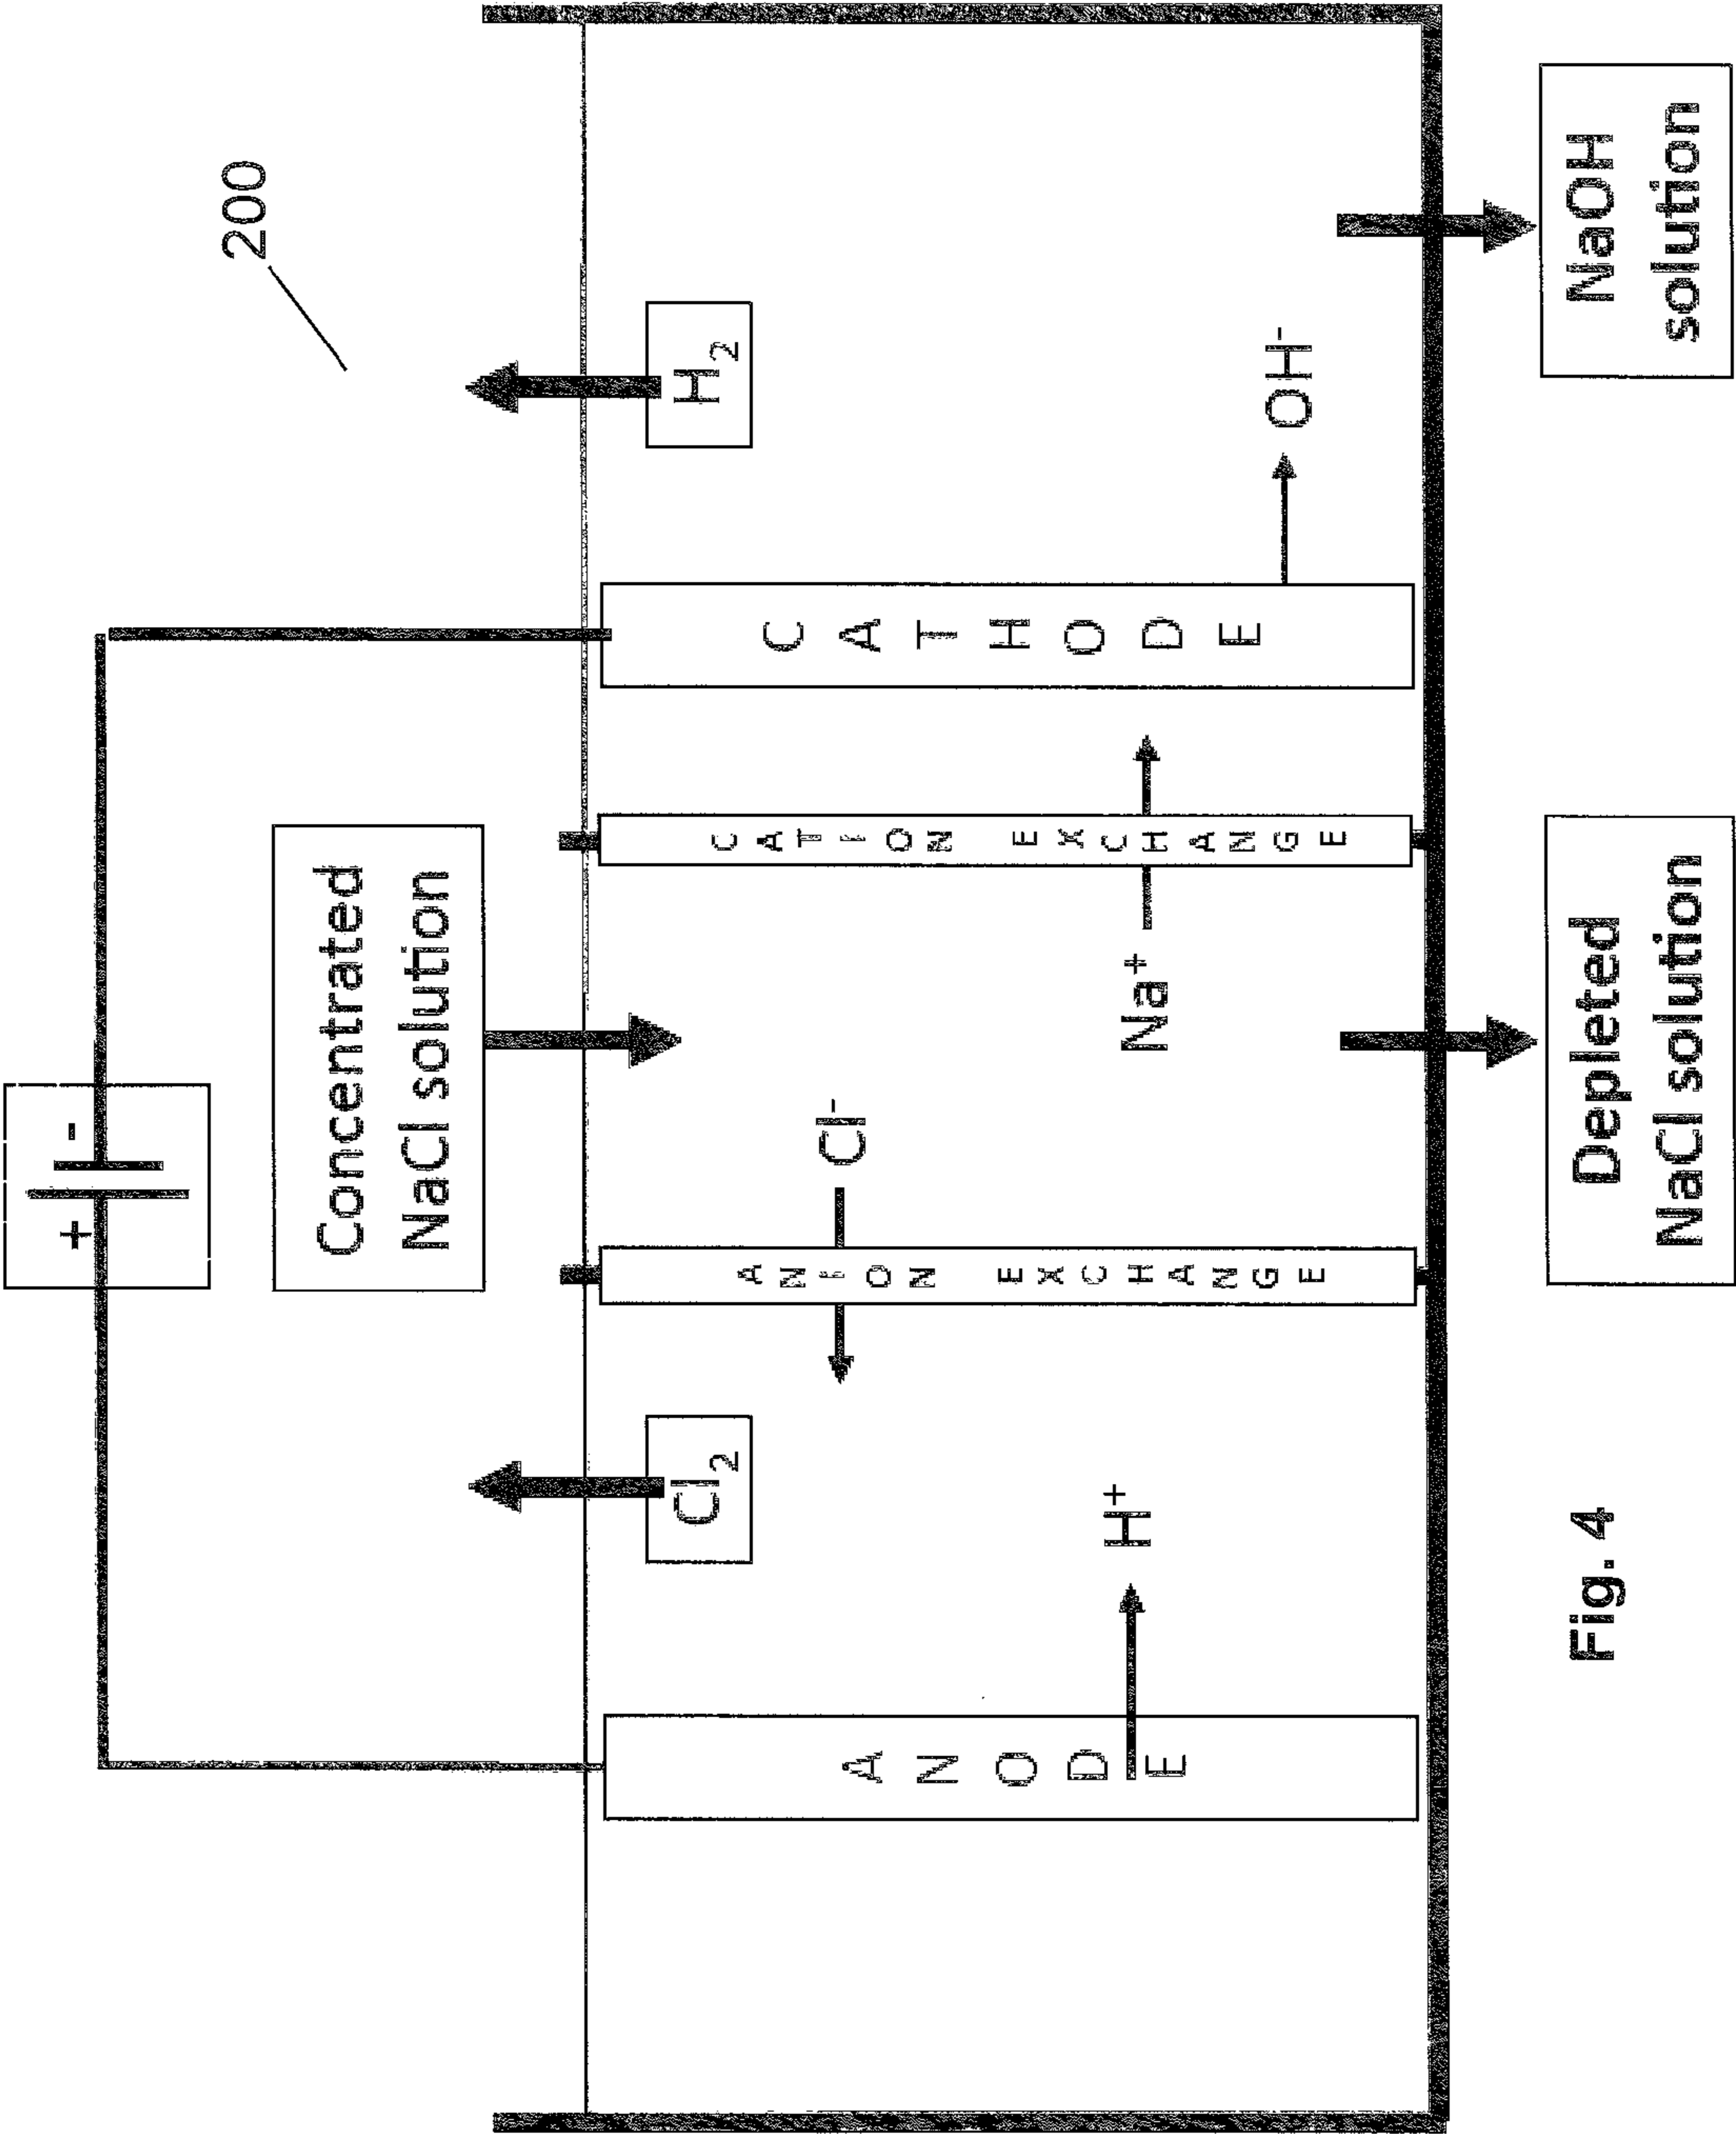 200
+ -
Concentrated
NaCl solution
Cl2
H2
ANODE
ANION EXCHANGE
CATION EXCHANGE
CATHODE
Cl-
H+
Na+
OH-
Depleted
NaCl solution
NaOH
solution
Fig. 4